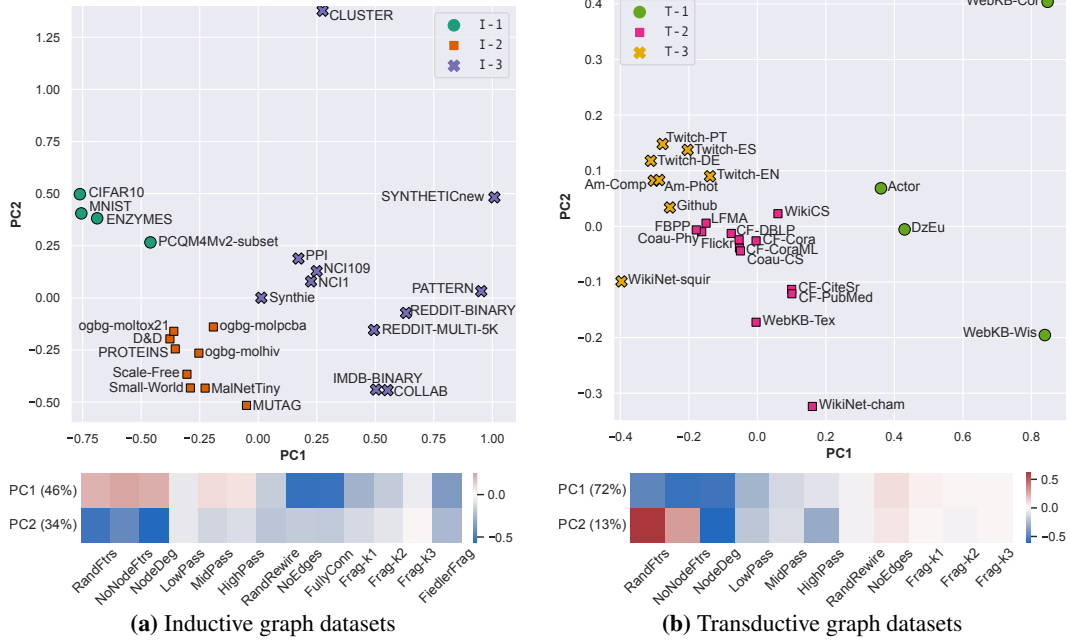 CLUSTER
1.25
I-1
I-2
I-3
1.00
0.75
PC2
0.50
CIFAR10
MNIST
ENZYMES
SYNTHETICnew
0.25
PCQM4Mv2-subset
PPI
NCI109
NCI1
PATTERN
0.00
Synthie
REDDIT-BINARY
ogbg-moltox21
ogbg-molpcba
REDDIT-MULTI-5K
D&D
−0.25
PROTEINS
ogbg-molhiv
Scale-Free
IMDB-BINARY
Small-World
MalNetTiny
COLLAB
−0.50
MUTAG
−0.75 −0.50 −0.25 0.00 0.25 0.50 0.75 1.00
PC1
PC1 (46%)
PC2 (34%)
0.0
−0.5
RandFtrs
NoNodeFtrs
NodeDeg
LowPass
MidPass
HighPass
RandRewire
NoEdges
FullyConn
Frag-k1
Frag-k2
Frag-k3
FiedlerFrag
(a) Inductive graph datasets
0.4
T-1
T-2
T-3
WebKB-Cor
0.3
0.2
PC2
Twitch-PT
Twitch-ES
Twitch-DE
0.1
Twitch-EN
Am-Comp
Am-Phot
Actor
Github
WikiCS
LFMA
FBPP
CF-DBLP
DzEu
0.0
Coau-Phy
Flickr
CF-Cora
CF-CoraML
Coau-CS
−0.1
WikiNet-squir
CF-CiteSr
CF-PubMed
WebKB-Tex
WebKB-Wis
−0.2
−0.3
WikiNet-cham
−0.4 −0.2 0.0 0.2 0.4 0.6 0.8
PC1
PC1 (72%)
PC2 (13%)
0.5
0.0
−0.5
RandFtrs
NoNodeFtrs
NodeDeg
LowPass
MidPass
HighPass
RandRewire
NoEdges
Frag-k1
Frag-k2
Frag-k3
(b) Transductive graph datasets